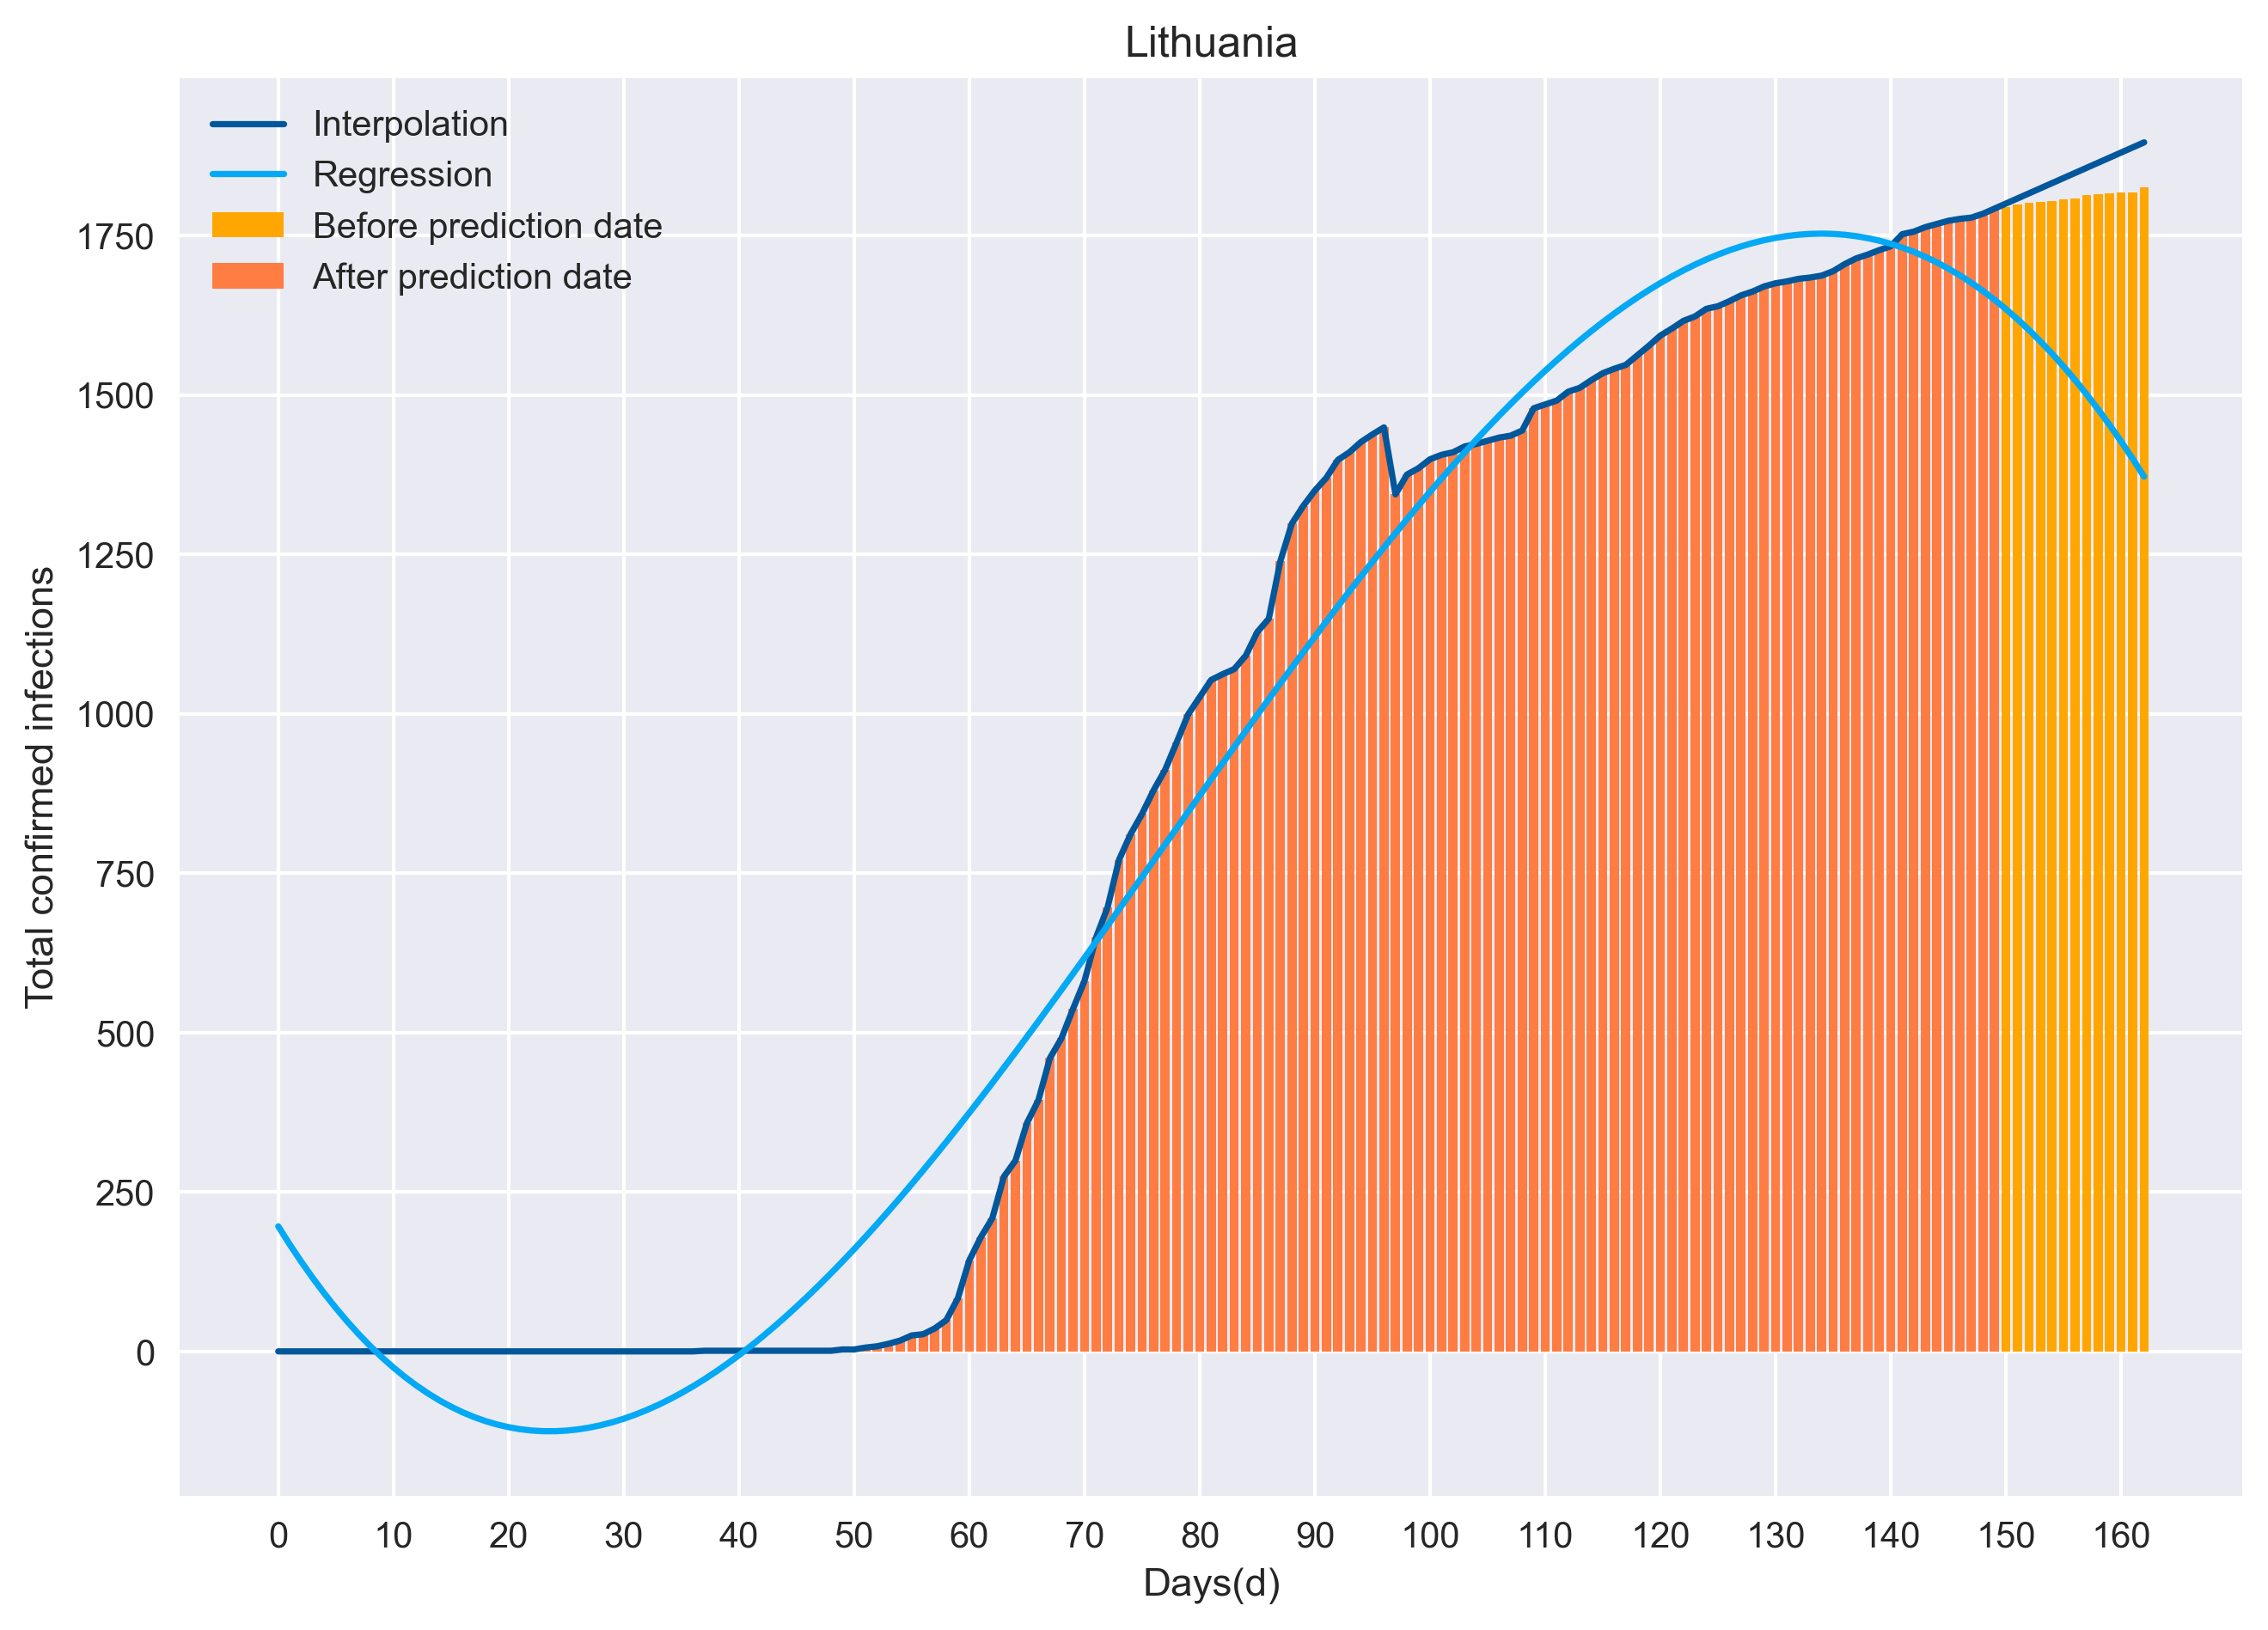 Lithuania
Interpolation
Regression
Before prediction date
After prediction date
1750
1500
1250
1000
750
500
250
0
Total confirmed infections
0 10 20 30 40 50 60 70 80 90 100 110 120 130 140 150 160
Days(d)